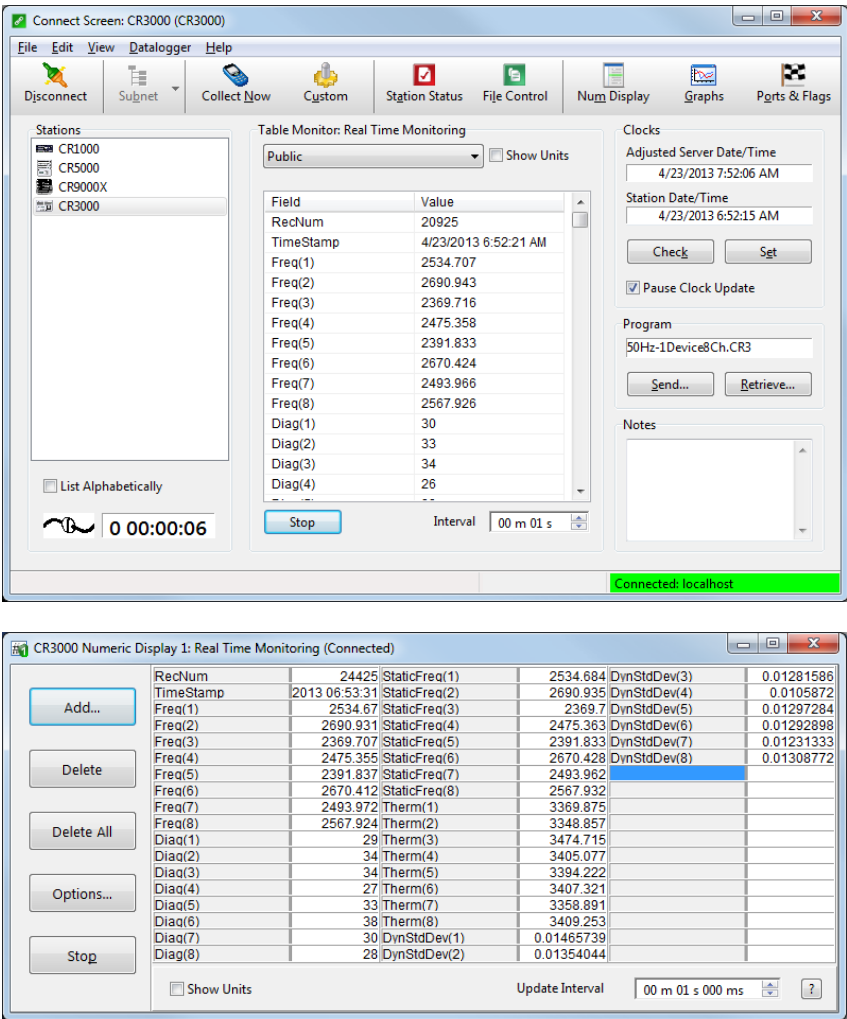 Connect Screen: CR3000 (CR3000)
File Edit View Datalogger Help
Disconnect Subnet Collect Now Custom Station Status File Control Num Display Graphs Ports & Flags
Stations
CR1000
CR5000
CR9000X
CR3000
List Alphabetically
0 00:00:06
Table Monitor: Real Time Monitoring
Public Show Units
Field Value
RecNum 20925
TimeStamp 4/23/2013 6:52:21 AM
Freq(1) 2534.707
Freq(2) 2690.943
Freq(3) 2369.716
Freq(4) 2475.358
Freq(5) 2391.833
Freq(6) 2670.424
Freq(7) 2493.966
Freq(8) 2567.926
Diag(1) 30
Diag(2) 33
Diag(3) 34
Diag(4) 26
Stop Interval 00 m 01 s
Clocks
Adjusted Server Date/Time
4/23/2013 7:52:06 AM
Station Date/Time
4/23/2013 6:52:15 AM
Check Set
Pause Clock Update
Program
50Hz-1Device8Ch.CR3
Send... Retrieve...
Notes
Connected: localhost
CR3000 Numeric Display 1: Real Time Monitoring (Connected)
Add...
Delete
Delete All
Options...
Stop
RecNum 24425 StaticFreq(1) 2534.684 DynStdDev(3) 0.01281586
TimeStamp 2013 06:53:31 StaticFreq(2) 2690.935 DynStdDev(4) 0.0105872
Freq(1) 2534.67 StaticFreq(3) 2369.7 DynStdDev(5) 0.01297284
Freq(2) 2690.931 StaticFreq(4) 2475.363 DynStdDev(6) 0.01292898
Freq(3) 2369.707 StaticFreq(5) 2391.833 DynStdDev(7) 0.01231333
Freq(4) 2475.355 StaticFreq(6) 2670.428 DynStdDev(8) 0.01308772
Freq(5) 2391.837 StaticFreq(7) 2493.962
Freq(6) 2670.412 StaticFreq(8) 2567.932
Freq(7) 2493.972 Therm(1) 3369.875
Freq(8) 2567.924 Therm(2) 3348.857
Diag(1) 29 Therm(3) 3474.715
Diag(2) 34 Therm(4) 3405.077
Diag(3) 34 Therm(5) 3394.222
Diag(4) 27 Therm(6) 3407.321
Diag(5) 33 Therm(7) 3358.891
Diag(6) 38 Therm(8) 3409.253
Diag(7) 30 DynStdDev(1) 0.01465739
Diag(8) 28 DynStdDev(2) 0.01354044
Show Units Update Interval 00 m 01 s 000 ms ?